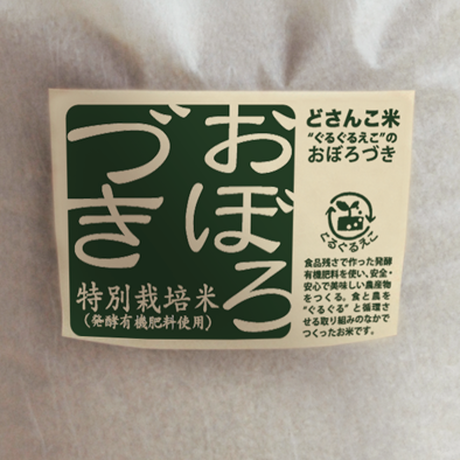 おぼろ
づき
特別栽培米
(発酵有機肥料使用)
どさんこ米
“ぐるぐるえこ”の
おぼろづき
ぐるぐるえこ
食品残さで作った発酵
有機肥料を使い、安全・
安心で美味しい農産物
をつくる。食と農を
“ぐるぐる”と循環さ
せる取り組みのなかで
つくったお米です。